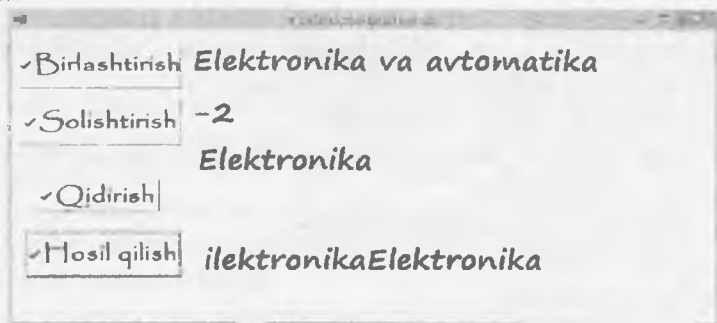 ✓Birlashtirish Elektronika va avtomatika
✓Solishtirish -2
Elektronika
✓Qidirish
✓Hosil qilish ilektronikaElektronika